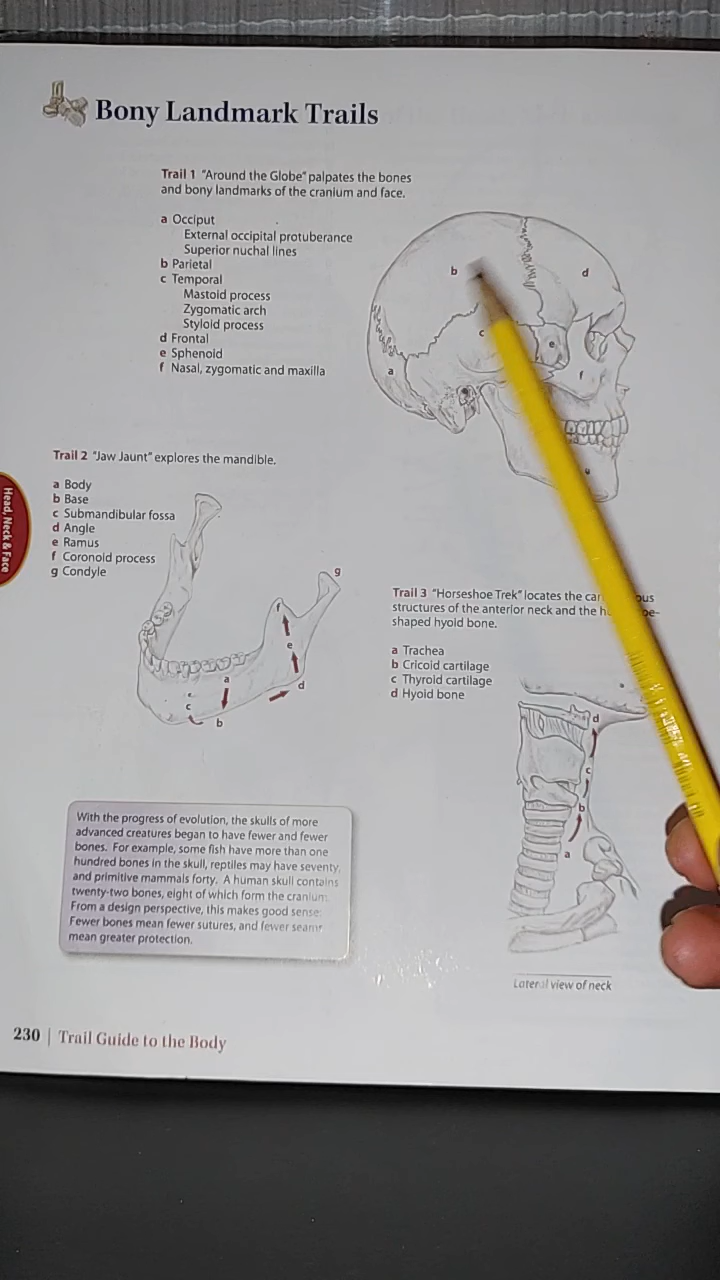 Bony Landmark Trails
Trail 1 "Around the Globe" palpates the bones
and bony landmarks of the cranium and face.
a Occiput
External occipital protuberance
Superior nuchal lines
b Parietal
c Temporal
Mastoid process
Zygomatic arch
Styloid process
d Frontal
e Sphenoid
f Nasal, zygomatic and maxilla
b
d
c
e
a
f
Trail 2 "Jaw Jaunt" explores the mandible.
a Body
b Base
c Submandibular fossa
d Angle
e Ramus
f Coronoid process
g Condyle
g
f
e
a
d
c
b
Head, Neck & Face
Trail 3 "Horseshoe Trek" locates the
structures of the anterior neck and the
shaped hyoid bone.
a Trachea
b Cricoid cartilage
c Thyroid cartilage
d Hyoid bone
d
c
b
a
Lateral view of neck
With the progress of evolution, the skulls of more
advanced creatures began to have fewer and fewer
bones. For example, some fish have more than one
hundred bones in the skull, reptiles may have seventy,
and primitive mammals forty. A human skull contains
twenty-two bones, eight of which form the cranium.
From a design perspective, this makes good sense:
Fewer bones mean fewer sutures, and fewer seams
mean greater protection.
230 | Trail Guide to the Body